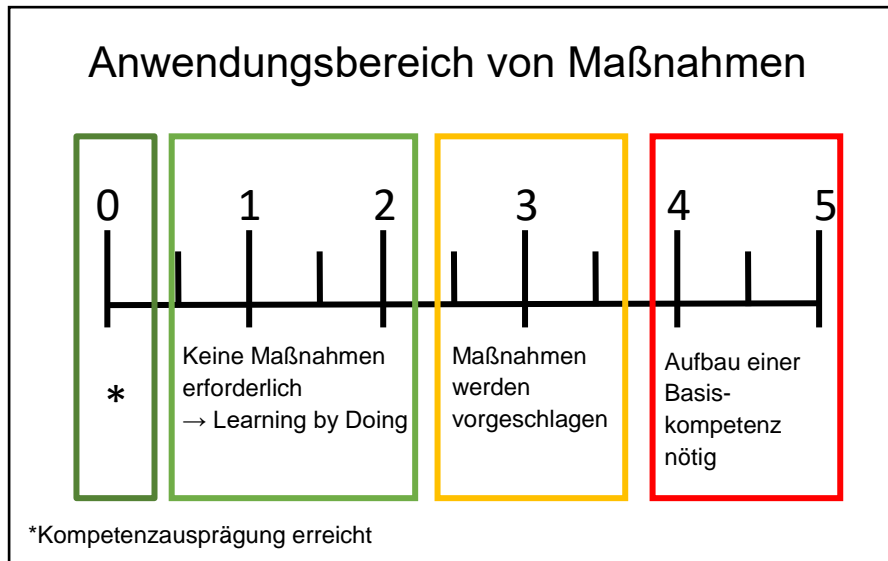 Anwendungsbereich von Maßnahmen
0 1 2 3 4 5
*
Keine Maßnahmen
erforderlich
→ Learning by Doing
Maßnahmen
werden
vorgeschlagen
Aufbau einer
Basis-
kompetenz
nötig
*Kompetenzausprägung erreicht